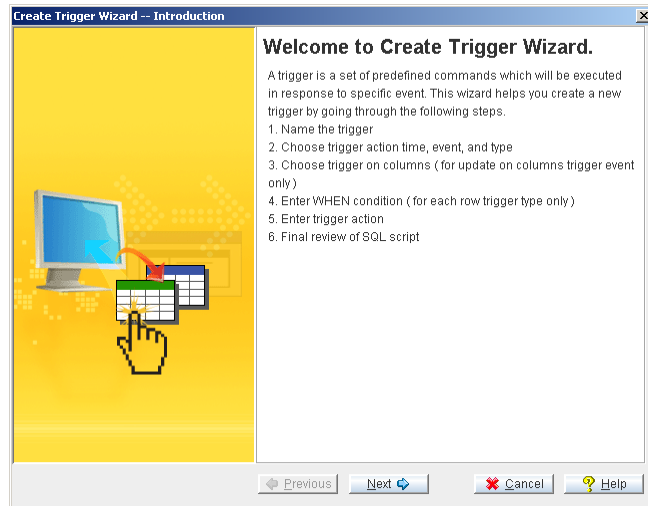 Create Trigger Wizard -- Introduction
Welcome to Create Trigger Wizard.
A trigger is a set of predefined commands which will be executed
in response to specific event. This wizard helps you create a new
trigger by going through the following steps.
1. Name the trigger
2. Choose trigger action time, event, and type
3. Choose trigger on columns ( for update on columns trigger event
only )
4. Enter WHEN condition ( for each row trigger type only )
5. Enter trigger action
6. Final review of SQL script
Previous
Next
Cancel
Help